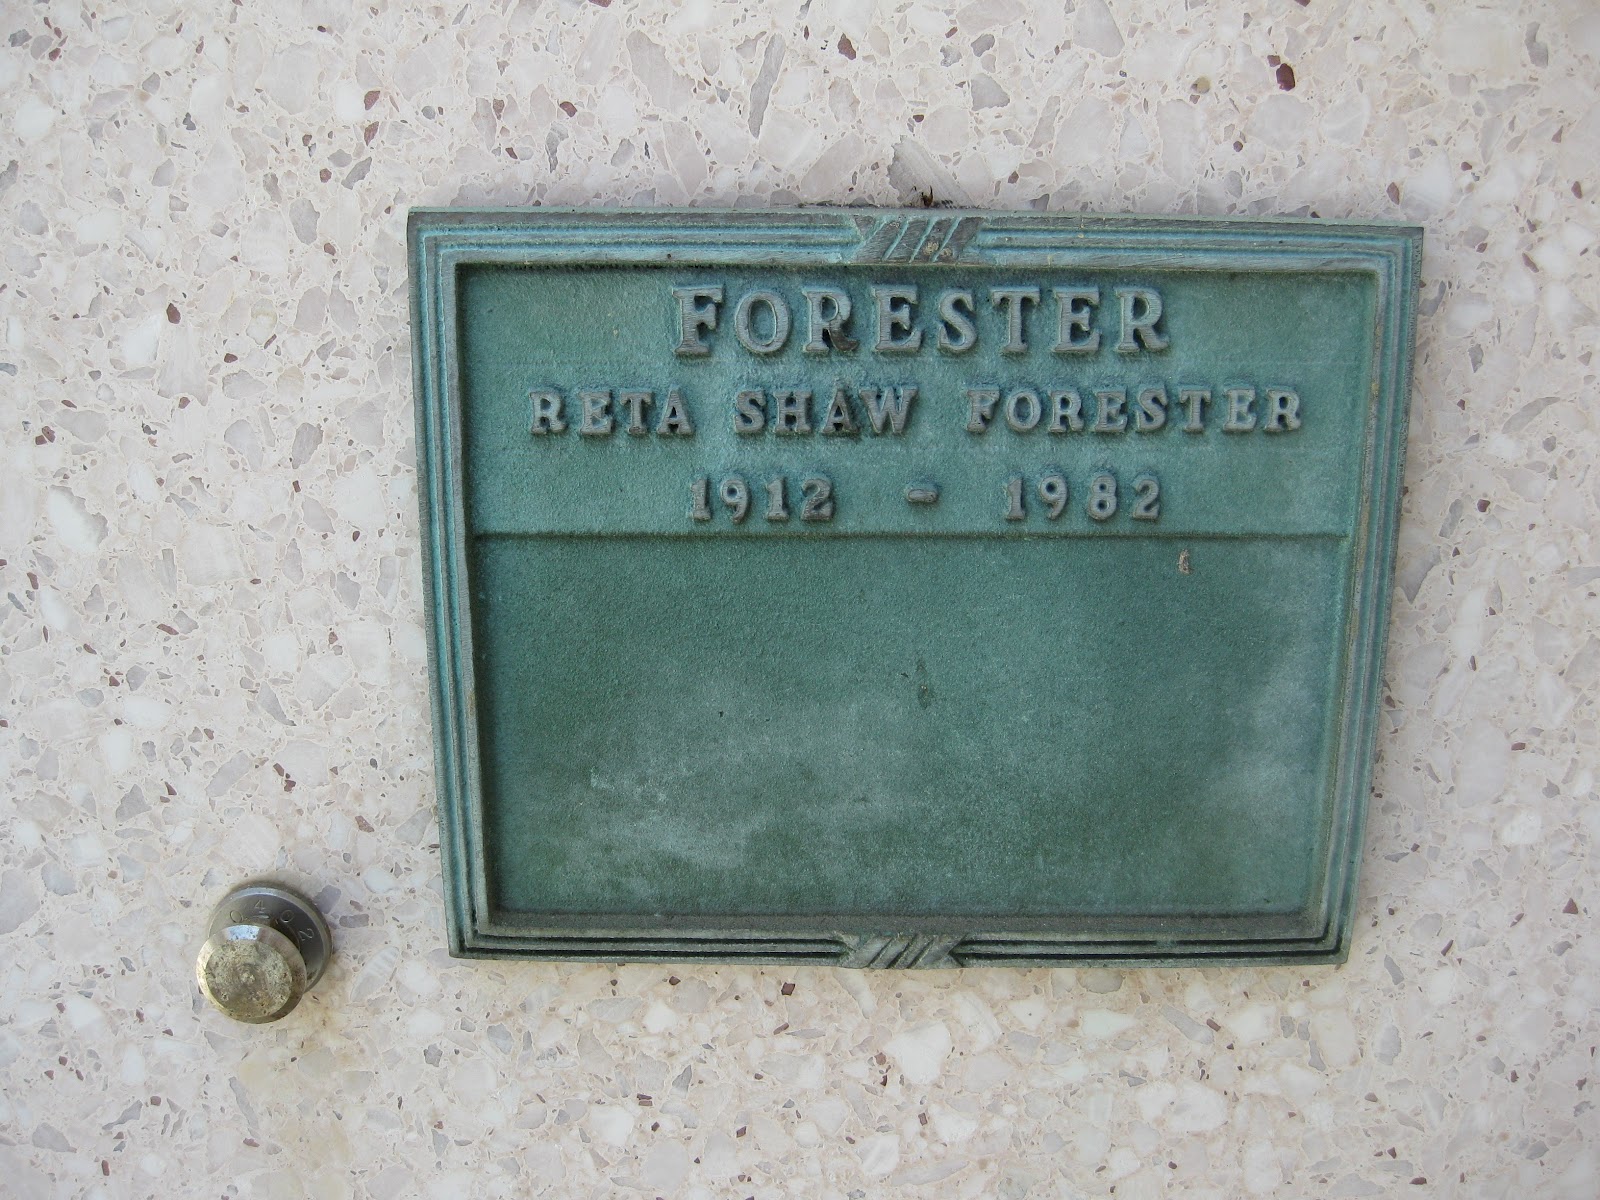 FORESTER
RETA SHAW FORESTER
1912 - 1982